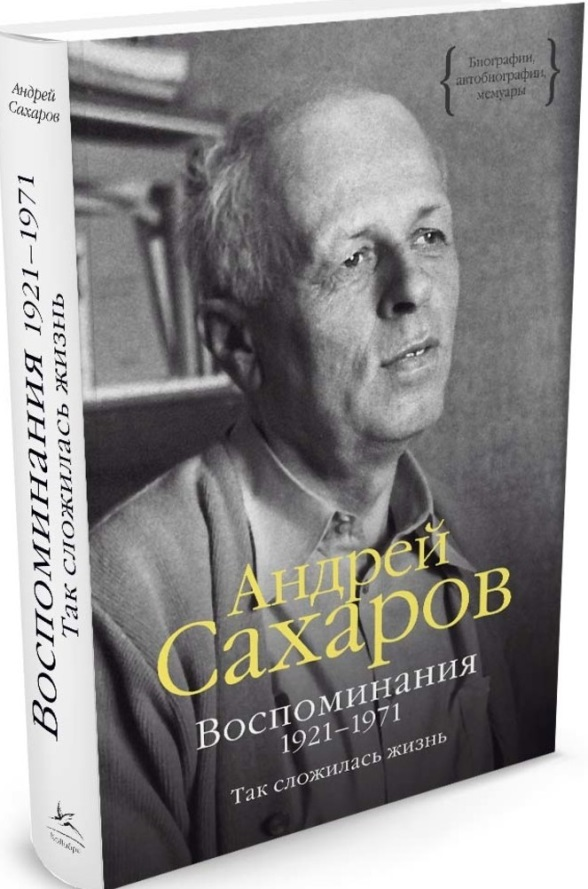 Андрей
Сахаров
Воспоминания 1921–1971
Так сложилась жизнь
КоЛибри
{Биографии,
автобиографии,
мемуары}
Андрей
Сахаров
Воспоминания
1921–1971
Так сложилась жизнь